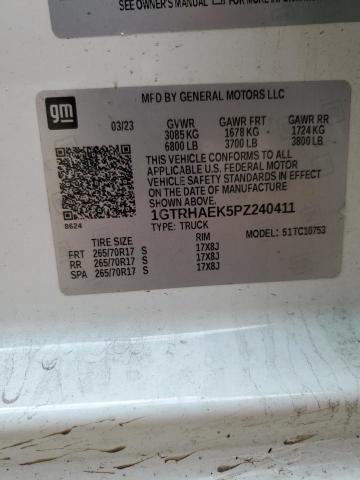 SEE OWNER'S MANUAL
FOR MORE INFORMATION
gm
MFD BY GENERAL MOTORS LLC
03/23 GVWR GAWR FRT GAWR RR
3085 KG 1678 KG 1724 KG
6800 LB 3700 LB 3800 LB
THIS VEHICLE CONFORMS TO ALL
APPLICABLE U.S. FEDERAL MOTOR
VEHICLE SAFETY STANDARDS IN
EFFECT ON THE DATE OF MANUFACTURE
SHOWN ABOVE.
1GTRHAEK5PZ240411
8624
TYPE: TRUCK
MODEL: 51TC10753
TIRE SIZE RIM
FRT 265/70R17 S 17X8J
RR 265/70R17 S 17X8J
SPA 265/70R17 S 17X8J